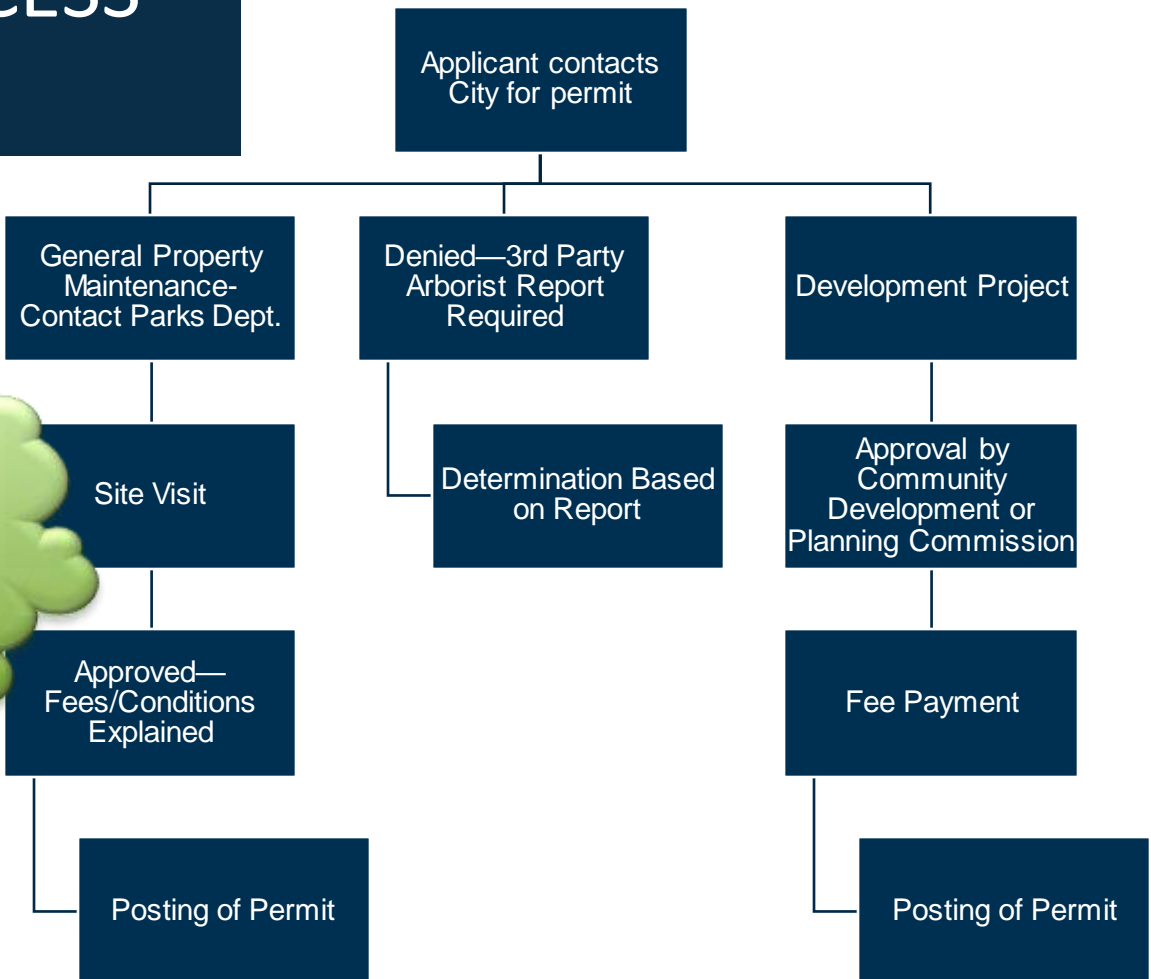 Applicant contacts
City for permit
General Property
Maintenance-
Contact Parks Dept.
Denied—3rd Party
Arborist Report
Required
Development Project
Site Visit
Determination Based
on Report
Approval by
Community
Development or
Planning Commission
Approved—
Fees/Conditions
Explained
Fee Payment
Posting of Permit
Posting of Permit